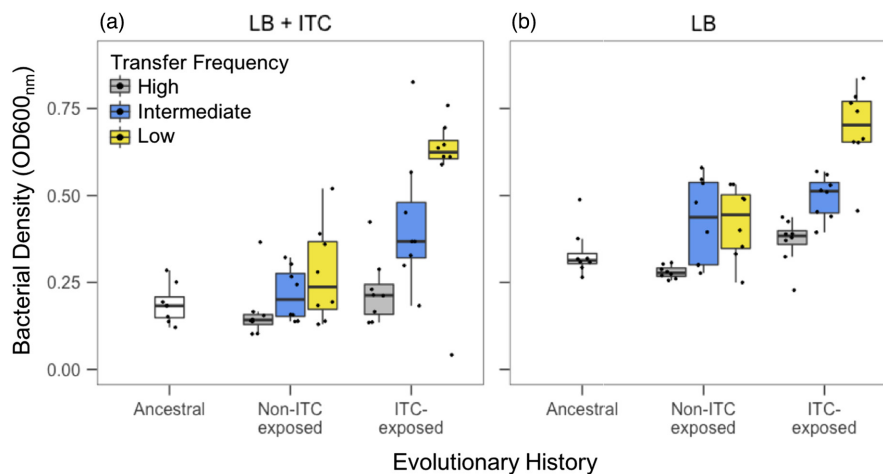 (a) LB + ITC
(b) LB
Transfer Frequency
High
Intermediate
Low
Bacterial Density (OD600nm)
0.75
0.50
0.25
0.00
Ancestral
Non-ITC
exposed
ITC-
exposed
Ancestral
Non-ITC
exposed
ITC-
exposed
Evolutionary History